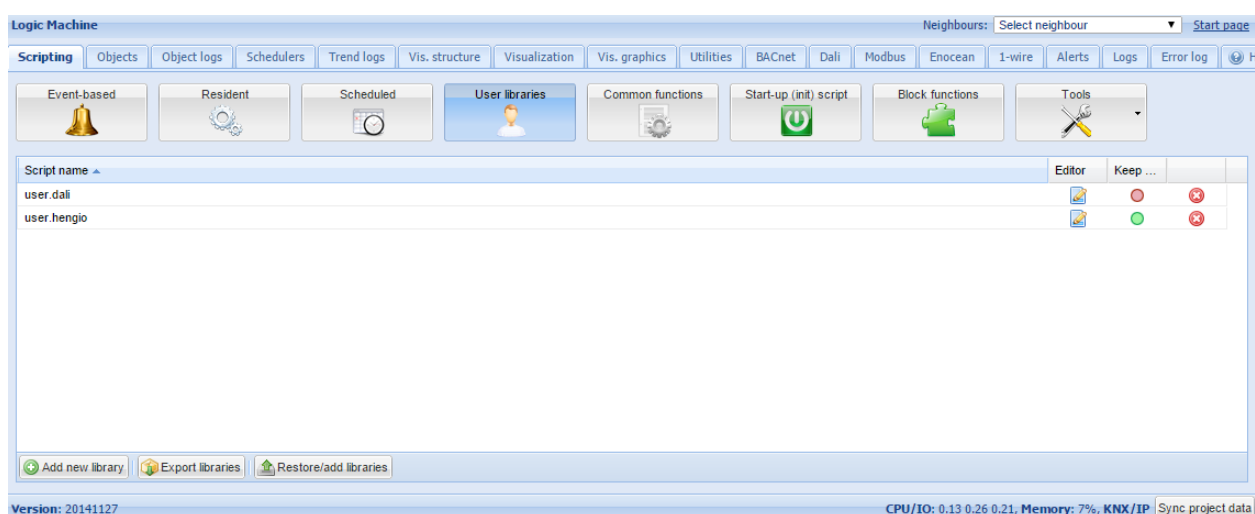 Logic Machine Neighbours: Select neighbour Start page
Scripting Objects Object logs Schedulers Trend logs Vis. structure Visualization Vis. graphics Utilities BACnet Dali Modbus Enocean 1-wire Alerts Logs Error log H
Event-based Resident Scheduled User libraries Common functions Start-up (init) script Block functions Tools
Script name Editor Keep ...
user.dali
user.hengio
Add new library Export libraries Restore/add libraries
Version: 20141127 CPU/IO: 0.13 0.26 0.21, Memory: 7%, KNX/IP Sync project data